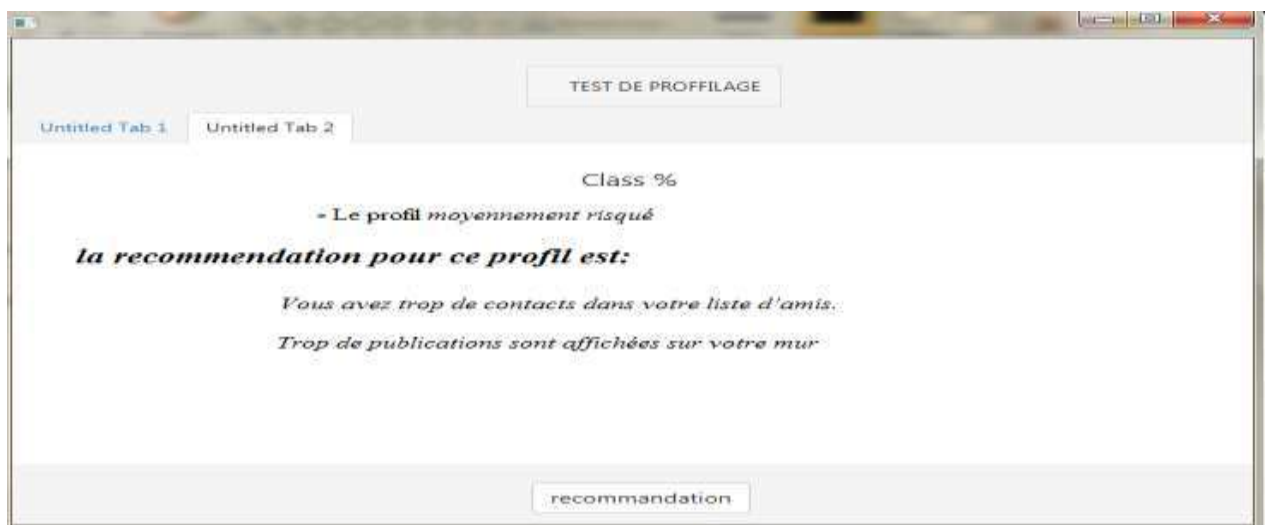 TEST DE PROFFILAGE
Untitled Tab 1 Untitled Tab 2
Class %
- Le profil moyennement risqué
la recommendation pour ce profil est:
Vous avez trop de contacts dans votre liste d'amis.
Trop de publications sont affichées sur votre mur
recommandation